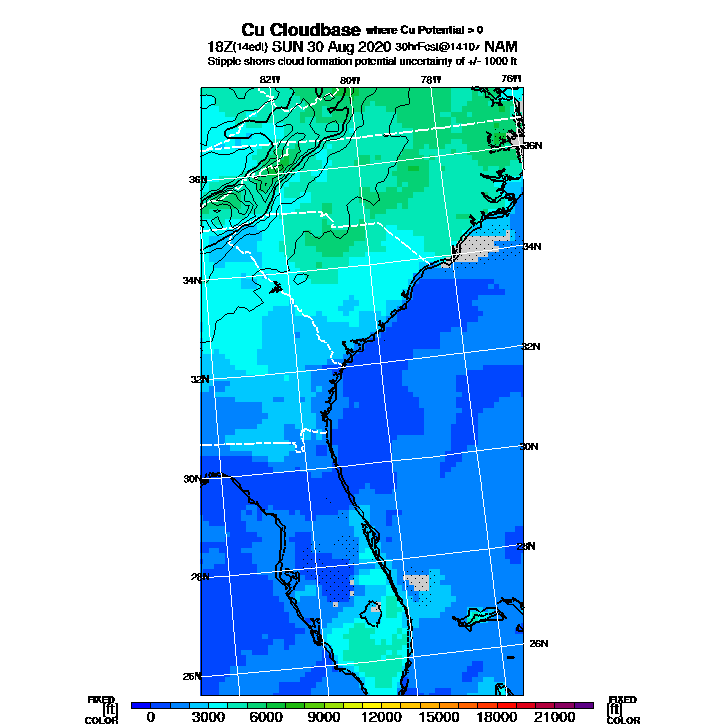 Cu Cloudbase where Cu Potential > 0
18Z (14edt) SUN 30 Aug 2020 30hrFcst@1410z NAM
Stipple shows cloud formation potential uncertainty of +/- 1000 ft
82W 80W 78W 76W
36N
36N
34N
34N
32N
32N
30N
30N
28N
28N
26N
26N
FIXED FIXED
[ft] [ft]
COLOR COLOR
0 3000 6000 9000 12000 15000 18000 21000